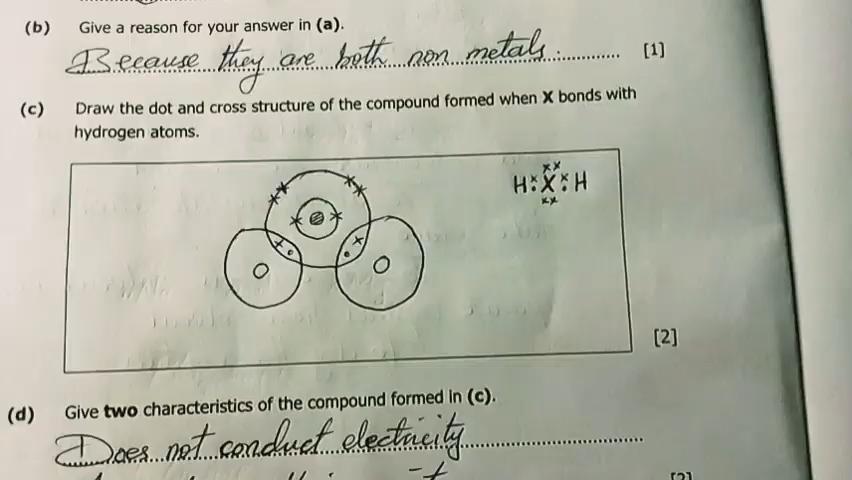 (b) Give a reason for your answer in (a).
Because they are both non metals. [1]
(c) Draw the dot and cross structure of the compound formed when X bonds with
hydrogen atoms.
H X H
[2]
(d) Give two characteristics of the compound formed in (c).
Does not conduct electricity
[2]